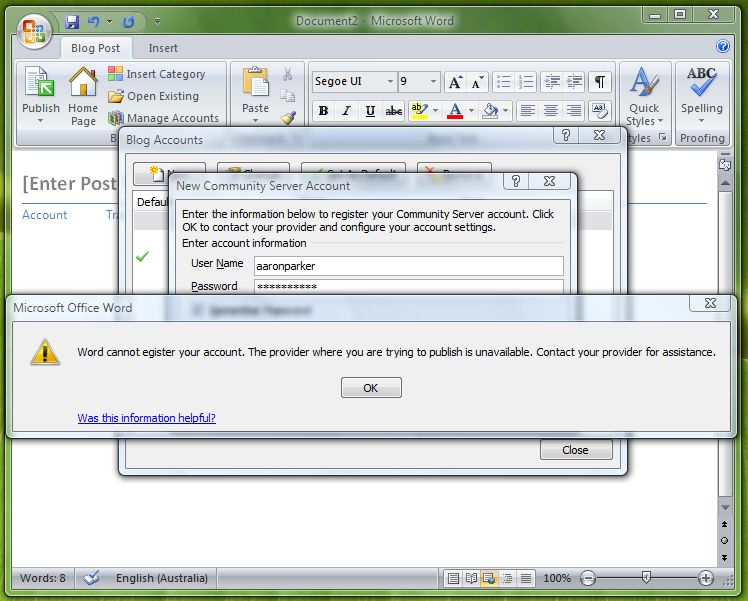 Document2 - Microsoft Word
Blog Post Insert
Publish
Home Page
Insert Category
Open Existing
Manage Accounts
Paste
Segoe UI 9
B I U abc ab A
Quick Styles
ABC
Spelling
Styles Proofing
[Enter Post
Account
Blog Accounts
New Community Server Account
Enter the information below to register your Community Server account. Click
OK to contact your provider and configure your account settings.
Enter account information
User Name aaronparker
Password **********
Microsoft Office Word
Word cannot egister your account. The provider where you are trying to publish is unavailable. Contact your provider for assistance.
OK
Was this information helpful?
Close
Words: 8 English (Australia) 100%